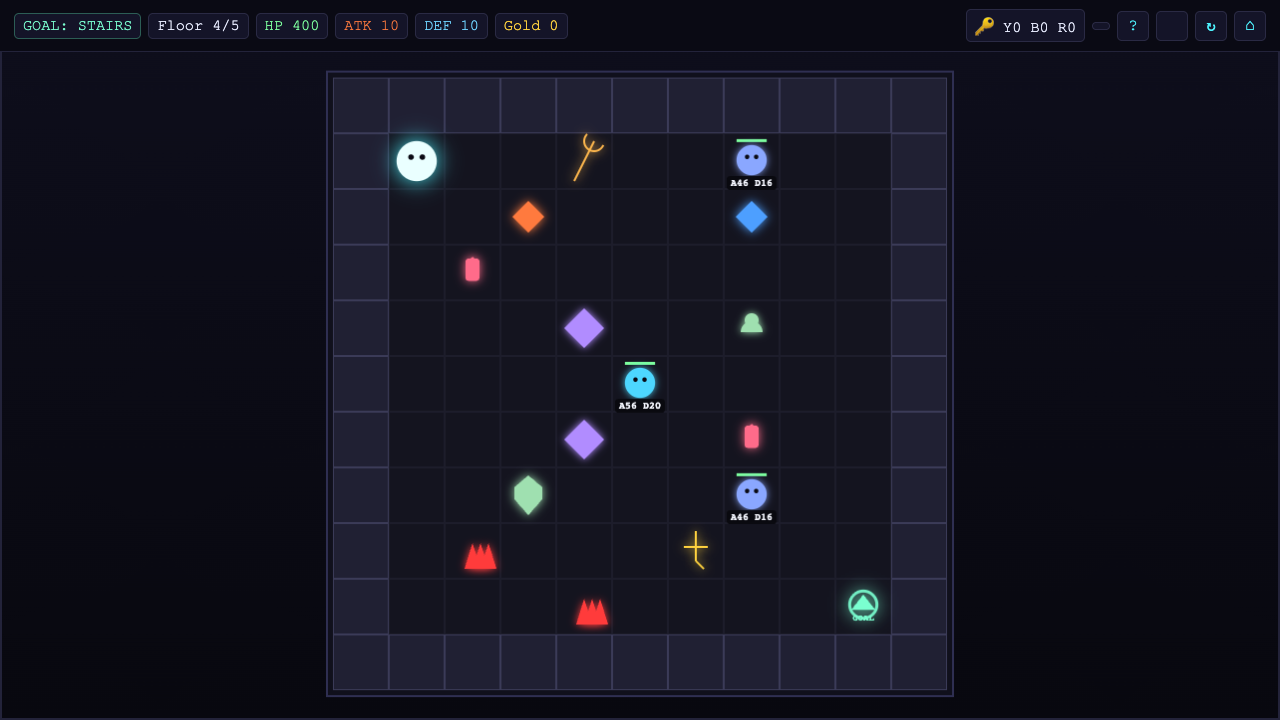 GOAL: STAIRS Floor 4/5 HP 400 ATK 10 DEF 10 Gold 0 Y0 B0 R0 ?
A46 D16
A56 D20
A46 D16
GOAL